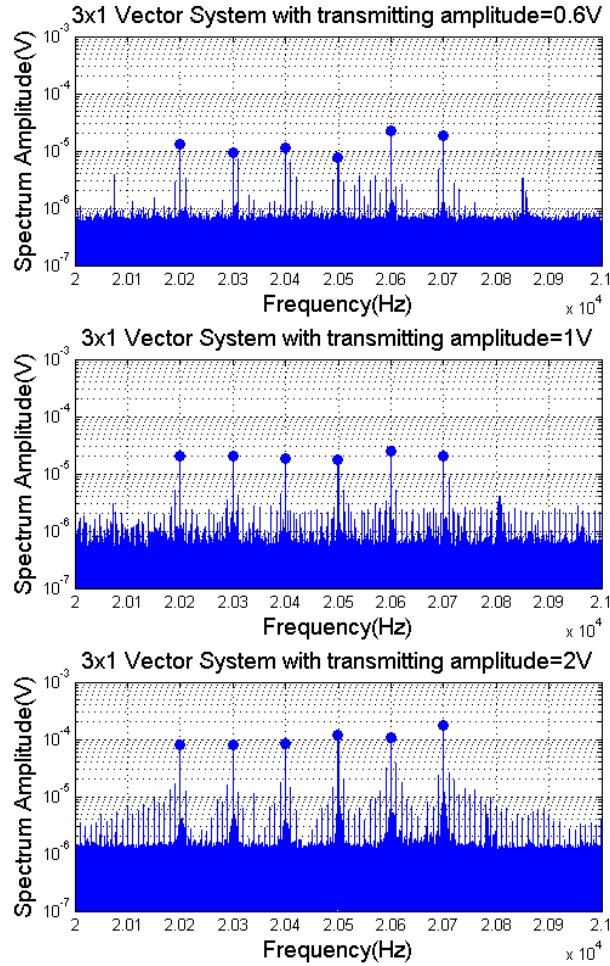 3x1 Vector System with transmitting amplitude=0.6V
Spectrum Amplitude(V)
10^-3
10^-4
10^-5
10^-6
10^-7
2 2.01 2.02 2.03 2.04 2.05 2.06 2.07 2.08 2.09 2.1
Frequency(Hz)
x 10^4
3x1 Vector System with transmitting amplitude=1V
Spectrum Amplitude(V)
10^-3
10^-4
10^-5
10^-6
10^-7
2 2.01 2.02 2.03 2.04 2.05 2.06 2.07 2.08 2.09 2.1
Frequency(Hz)
x 10^4
3x1 Vector System with transmitting amplitude=2V
Spectrum Amplitude(V)
10^-3
10^-4
10^-5
10^-6
10^-7
2 2.01 2.02 2.03 2.04 2.05 2.06 2.07 2.08 2.09 2.1
Frequency(Hz)
x 10^4